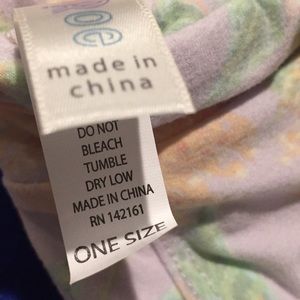 made in
china
DO NOT
BLEACH
TUMBLE
DRY LOW
MADE IN CHINA
RN 142161
ONE SIZE